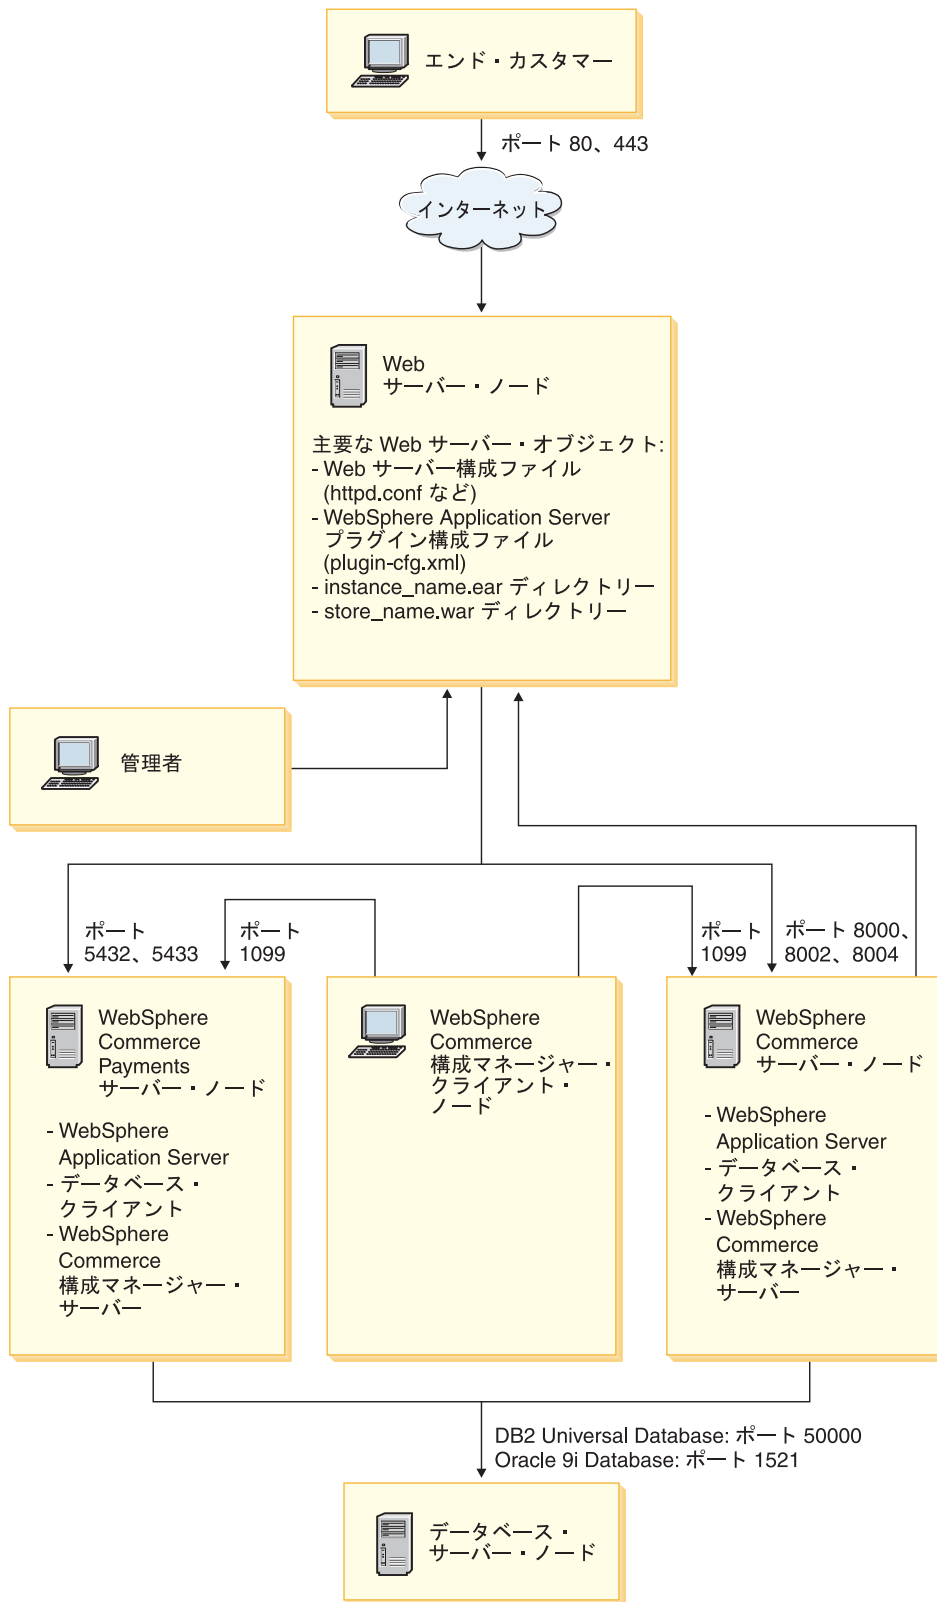 エンド・カスタマー
ポート 80、443
インターネット
Web
サーバー・ノード
主要な Web サーバー・オブジェクト:
- Web サーバー構成ファイル
(httpd.conf など)
- WebSphere Application Server
プラグイン構成ファイル
(plugin-cfg.xml)
- instance_name.ear ディレクトリー
- store_name.war ディレクトリー
管理者
ポート
5432、5433
ポート
1099
ポート
1099
ポート 8000、
8002、8004
WebSphere
Commerce
Payments
サーバー・ノード
- WebSphere
Application Server
- データベース・
クライアント
- WebSphere
Commerce
構成マネージャー・
サーバー
WebSphere
Commerce
構成マネージャー・
クライアント・
ノード
WebSphere
Commerce
サーバー・ノード
- WebSphere
Application Server
- データベース・
クライアント
- WebSphere
Commerce
構成マネージャー・
サーバー
DB2 Universal Database: ポート 50000
Oracle 9i Database: ポート 1521
データベース・
サーバー・ノード